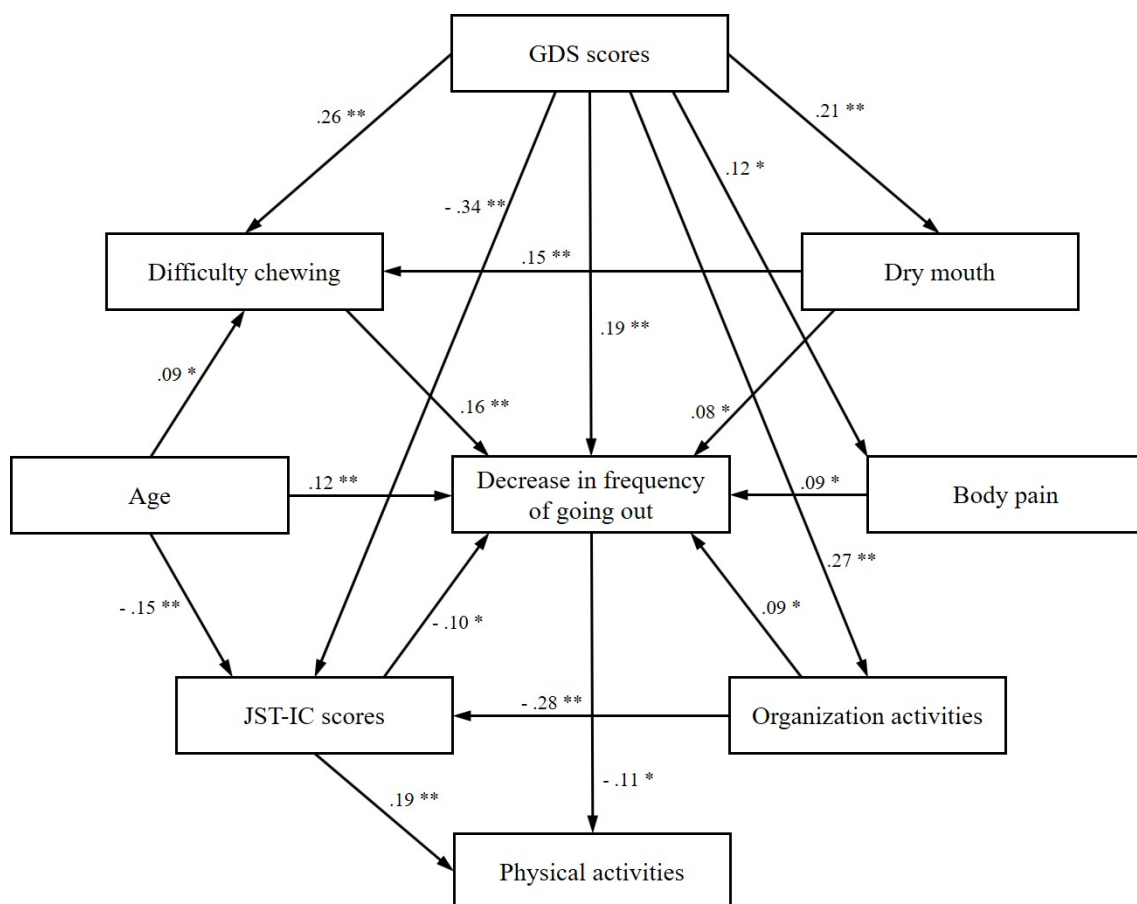 GDS scores
.26 **
.21 **
.12 *
- .34 **
Difficulty chewing
.15 **
Dry mouth
.19 **
.09 *
.16 **
.08 *
Age
.12 **
Decrease in frequency
of going out
.09 *
Body pain
.27 **
- .15 **
- .10 *
.09 *
JST-IC scores
- .28 **
Organization activities
.19 **
- .11 *
Physical activities